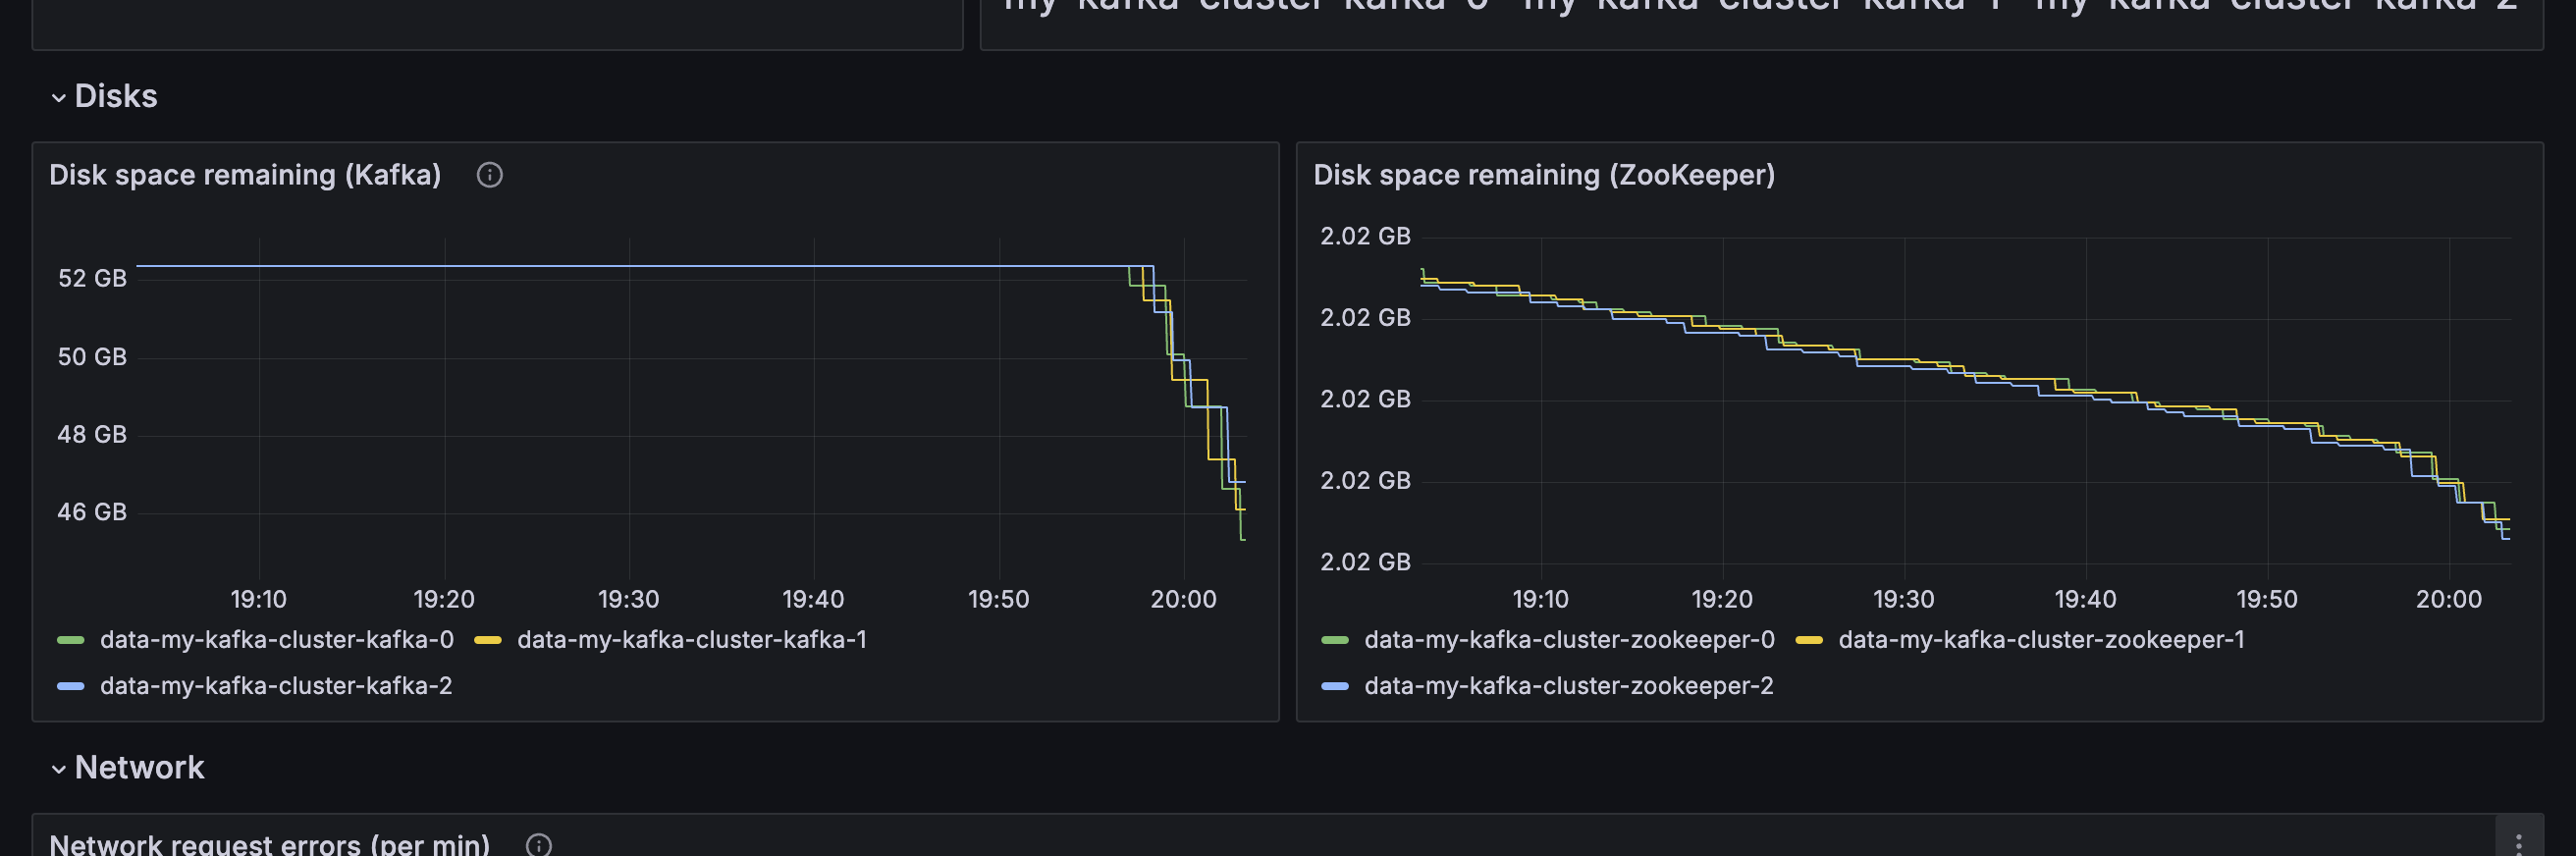 my-kafka-cluster-kafka-0 my-kafka-cluster-kafka-1 my-kafka-cluster-kafka-2
Disks
Disk space remaining (Kafka)
52 GB
50 GB
48 GB
46 GB
19:10 19:20 19:30 19:40 19:50 20:00
data-my-kafka-cluster-kafka-0 data-my-kafka-cluster-kafka-1
data-my-kafka-cluster-kafka-2
Disk space remaining (ZooKeeper)
2.02 GB
2.02 GB
2.02 GB
2.02 GB
2.02 GB
19:10 19:20 19:30 19:40 19:50 20:00
data-my-kafka-cluster-zookeeper-0 data-my-kafka-cluster-zookeeper-1
data-my-kafka-cluster-zookeeper-2
Network
Network request errors (per min)